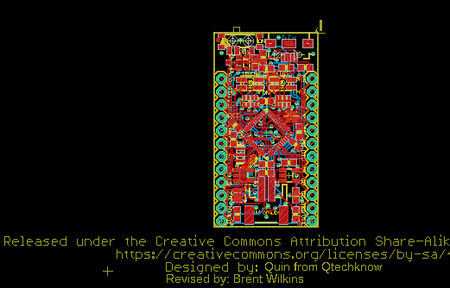 Released under the Creative Commons Attribution Share-Alik
https://creativecommons.org/licenses/by-sa/
Designed by: Quin from Qtechknow
Revised by: Brent Wilkins